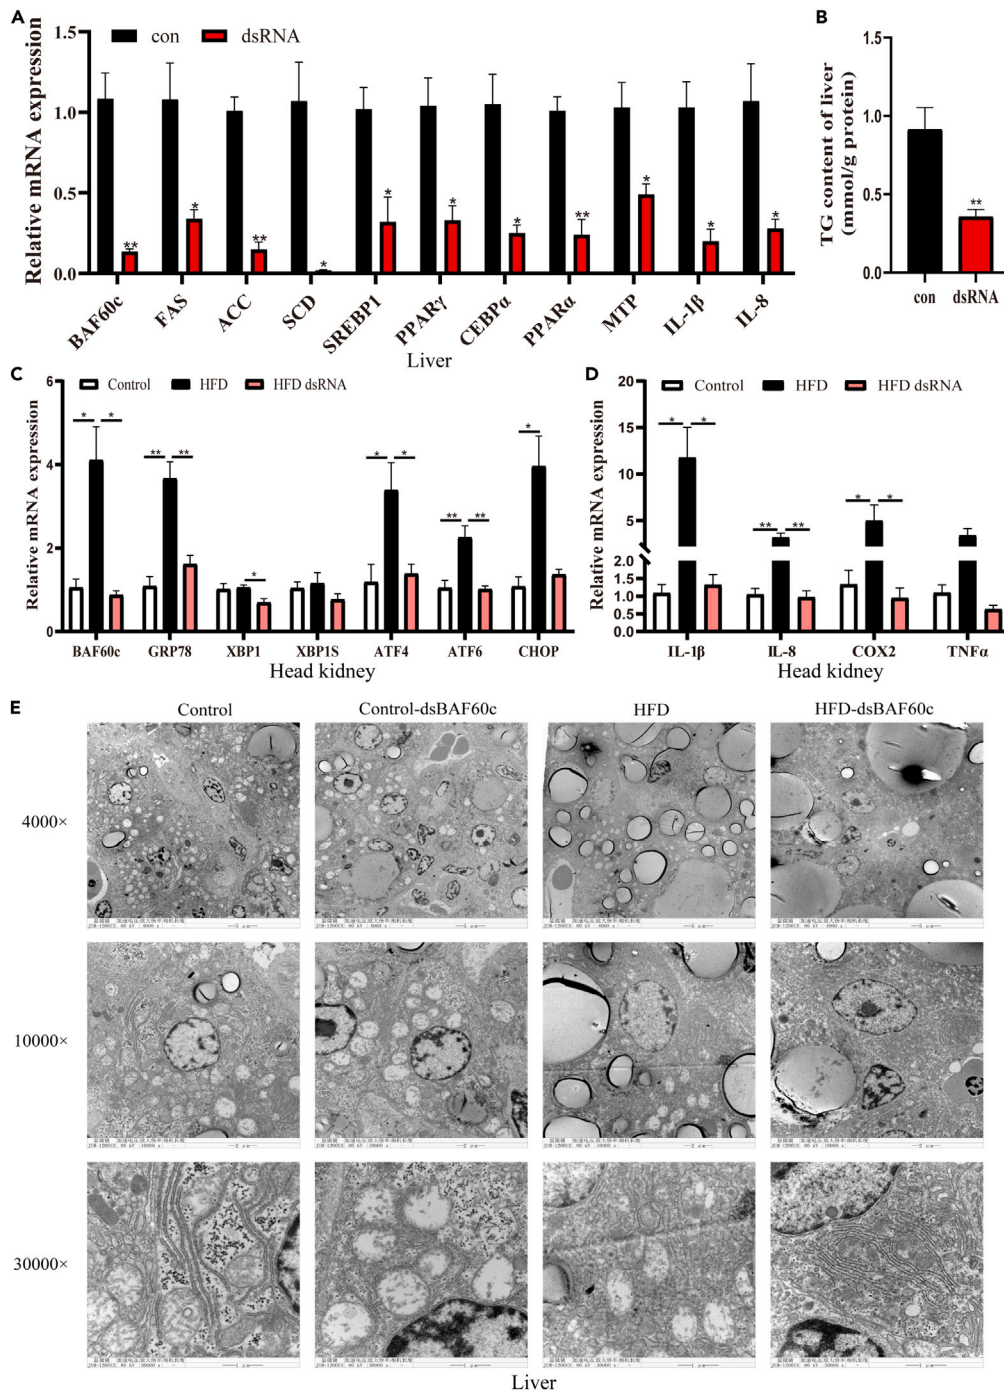 A
con dsRNA
Relative mRNA expression
1.5
1.0
0.5
0.0
** * ** * * * * ** * * *
BAF60c FAS ACC SCD SREBP1 PPARγ CEBPα PPARα MTP IL-1β IL-8
Liver
B
TG content of liver
(mmol/g protein)
1.5
1.0
0.5
0.0
**
con dsRNA
C
Control HFD HFD dsRNA
Relative mRNA expression
6
4
2
0
* * ** ** * * * ** ** *
BAF60c GRP78 XBP1 XBP1S ATF4 ATF6 CHOP
Head kidney
D
Control HFD HFD dsRNA
Relative mRNA expression
20
15
10
5
2.0
1.5
1.0
0.5
0.0
* * ** ** * *
IL-1β IL-8 COX2 TNFα
Head kidney
E
Control Control-dsBAF60c HFD HFD-dsBAF60c
4000×
10000×
30000×
Liver